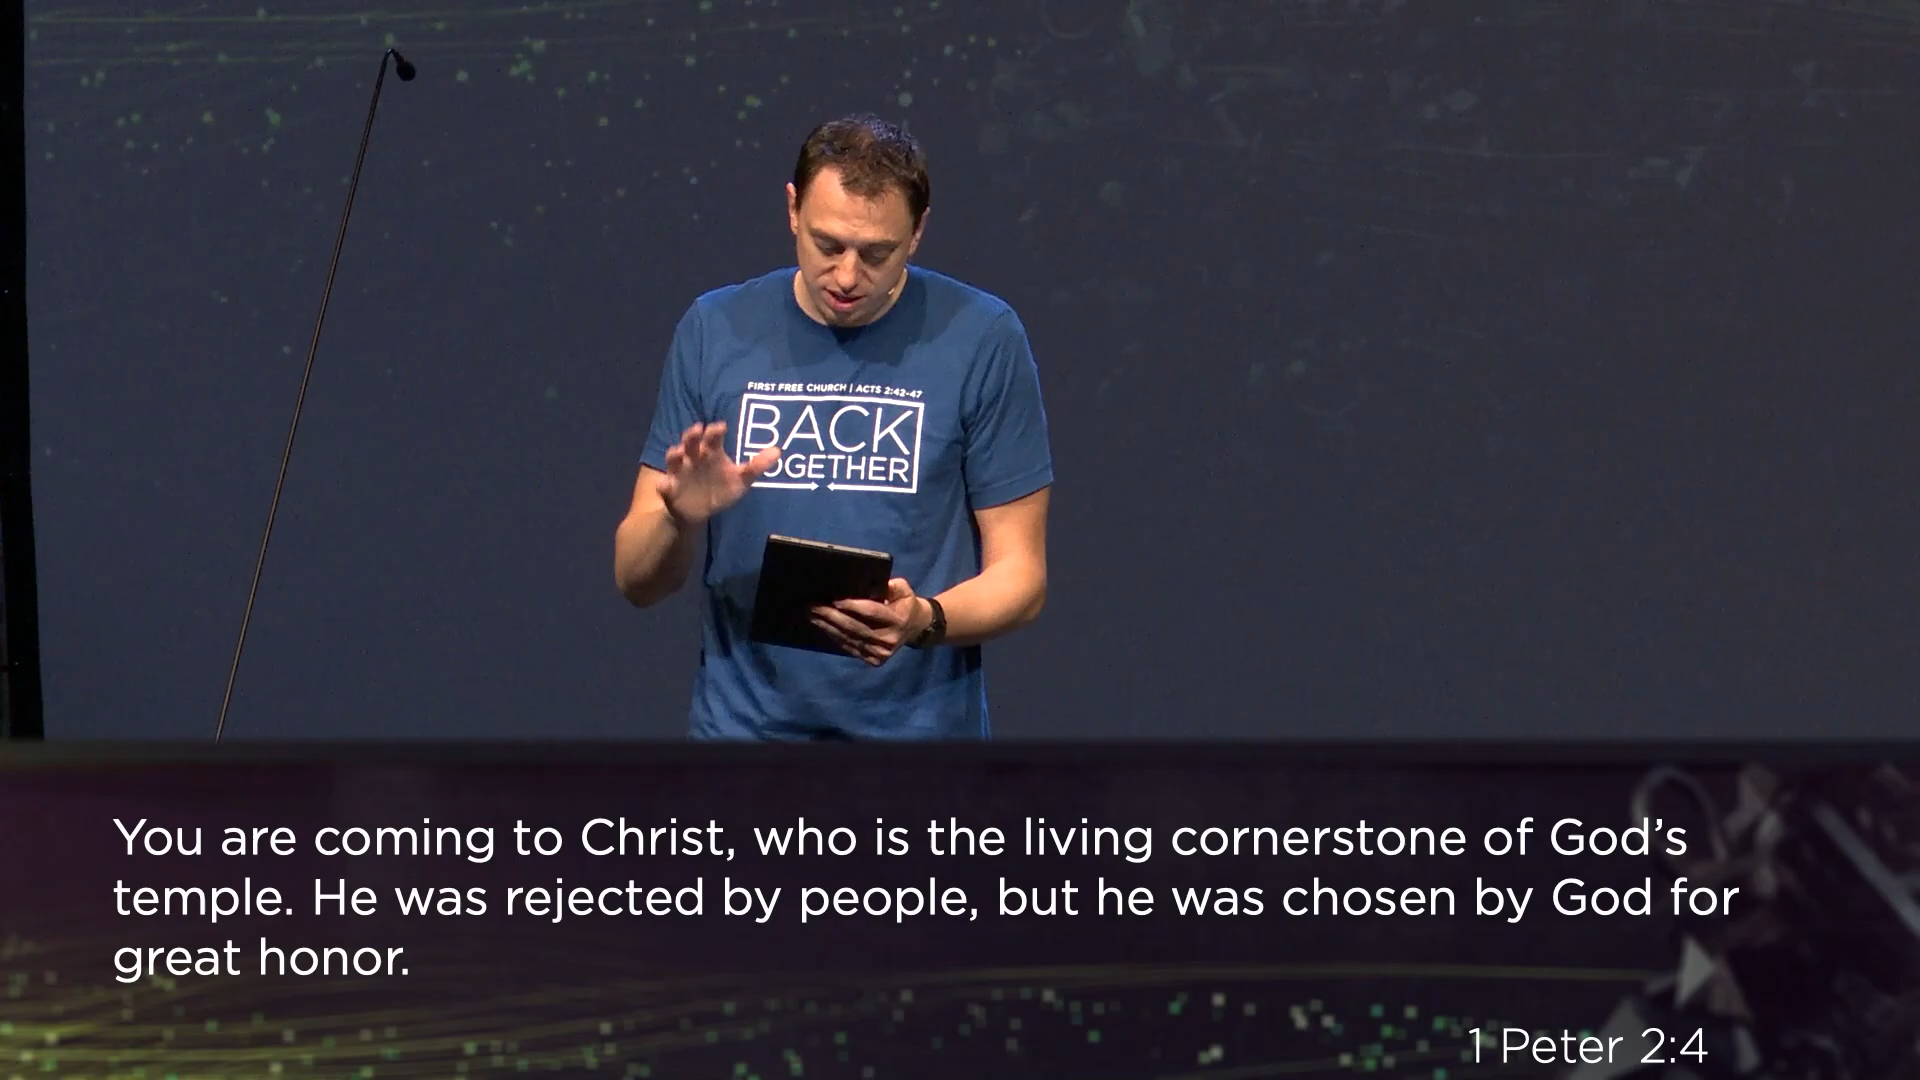 FIRST FREE CHURCH | ACTS 2:42-47
BACK
TOGETHER
You are coming to Christ, who is the living cornerstone of God’s
temple. He was rejected by people, but he was chosen by God for
great honor.
1 Peter 2:4